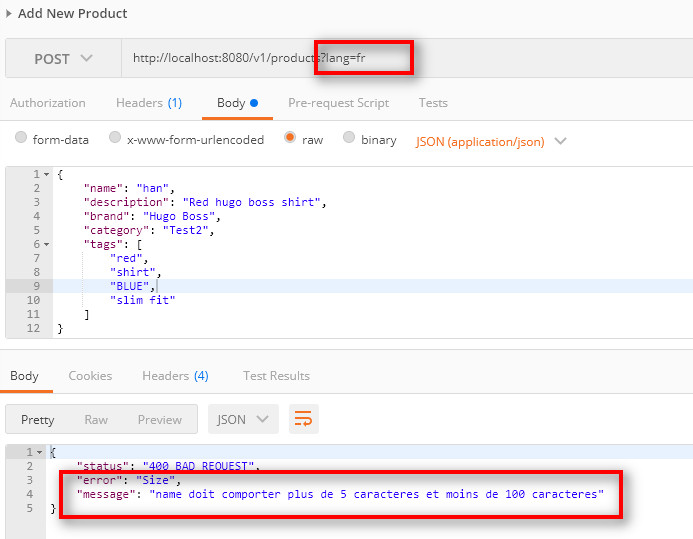 Add New Product
POST http://localhost:8080/v1/products?lang=fr
Authorization Headers (1) Body Pre-request Script Tests
form-data x-www-form-urlencoded raw binary JSON (application/json)
1 {
2 "name": "han",
3 "description": "Red hugo boss shirt",
4 "brand": "Hugo Boss",
5 "category": "Test2",
6 "tags": [
7 "red",
8 "shirt",
9 "BLUE",
10 "slim fit"
11 ]
12 }
Body Cookies Headers (4) Test Results
Pretty Raw Preview JSON
1 {
2 "status": "400 BAD REQUEST",
3 "error": "Size",
4 "message": "name doit comporter plus de 5 caracteres et moins de 100 caracteres"
5 }